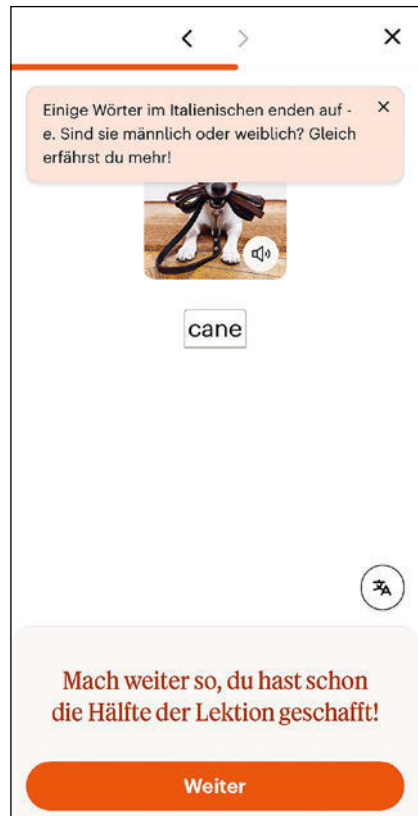 Einige Wörter im Italienischen enden auf -
e. Sind sie männlich oder weiblich? Gleich
erfährst du mehr!
cane
Mach weiter so, du hast schon
die Hälfte der Lektion geschafft!
Weiter